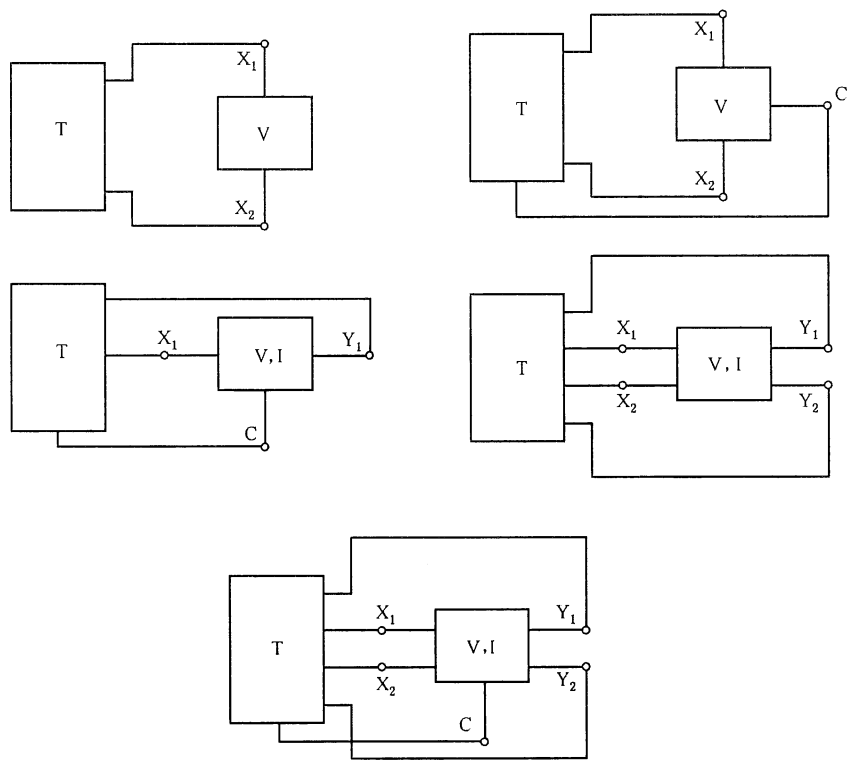 T
X₁
V
X₂
T
X₁
V
C
X₂
T
X₁
V, I
Y₁
C
T
X₁
X₂
V, I
Y₁
Y₂
T
X₁
X₂
V, I
Y₁
Y₂
C